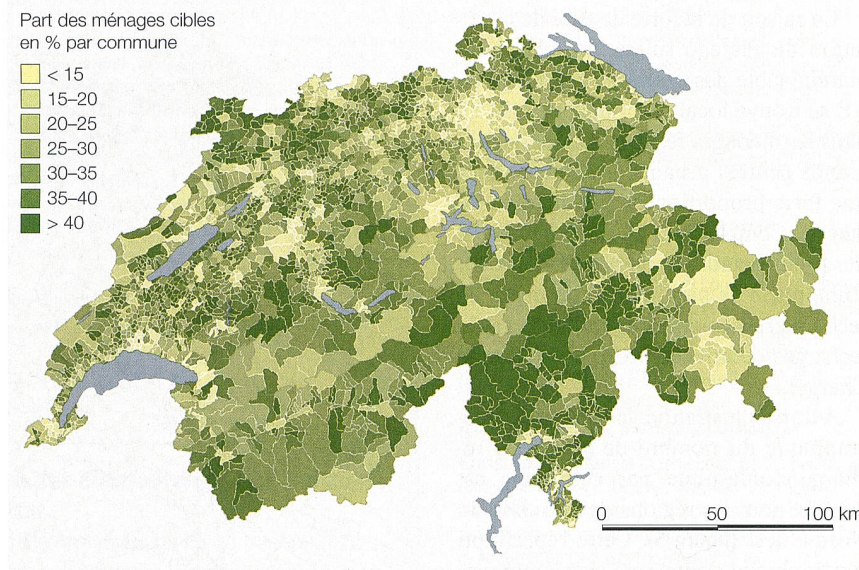 Part des ménages cibles
en % par commune
< 15
15–20
20–25
25–30
30–35
35–40
> 40
0 50 100 km